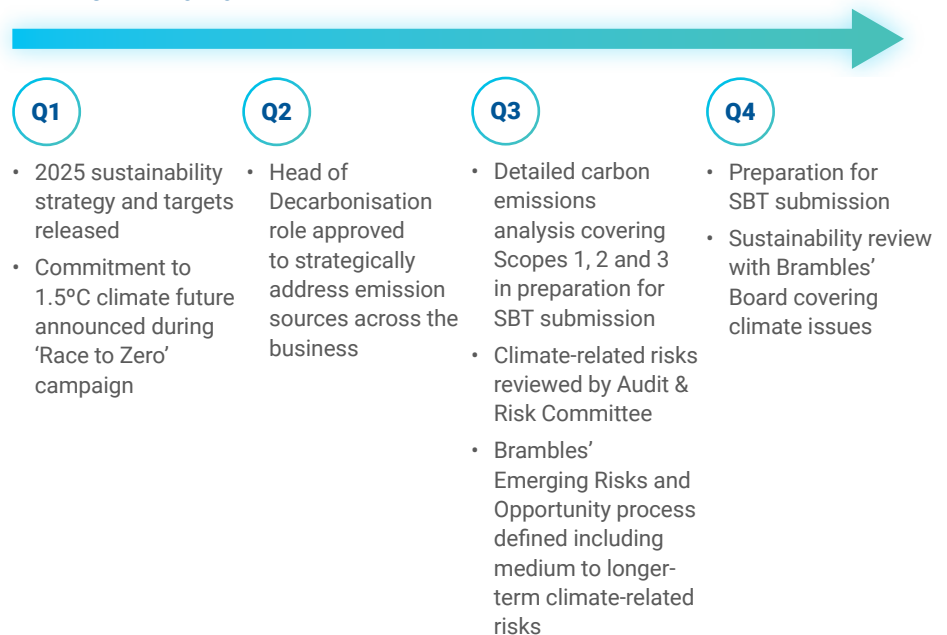 Q1
• 2025 sustainability
strategy and targets
released
• Commitment to
1.5ºC climate future
announced during
‘Race to Zero’
campaign
Q2
• Head of
Decarbonisation
role approved
to strategically
address emission
sources across the
business
Q3
• Detailed carbon
emissions
analysis covering
Scopes 1, 2 and 3
in preparation for
SBT submission
• Climate-related risks
reviewed by Audit &
Risk Committee
• Brambles’
Emerging Risks and
Opportunity process
defined including
medium to longer-
term climate-related
risks
Q4
• Preparation for
SBT submission
• Sustainability review
with Brambles’
Board covering
climate issues